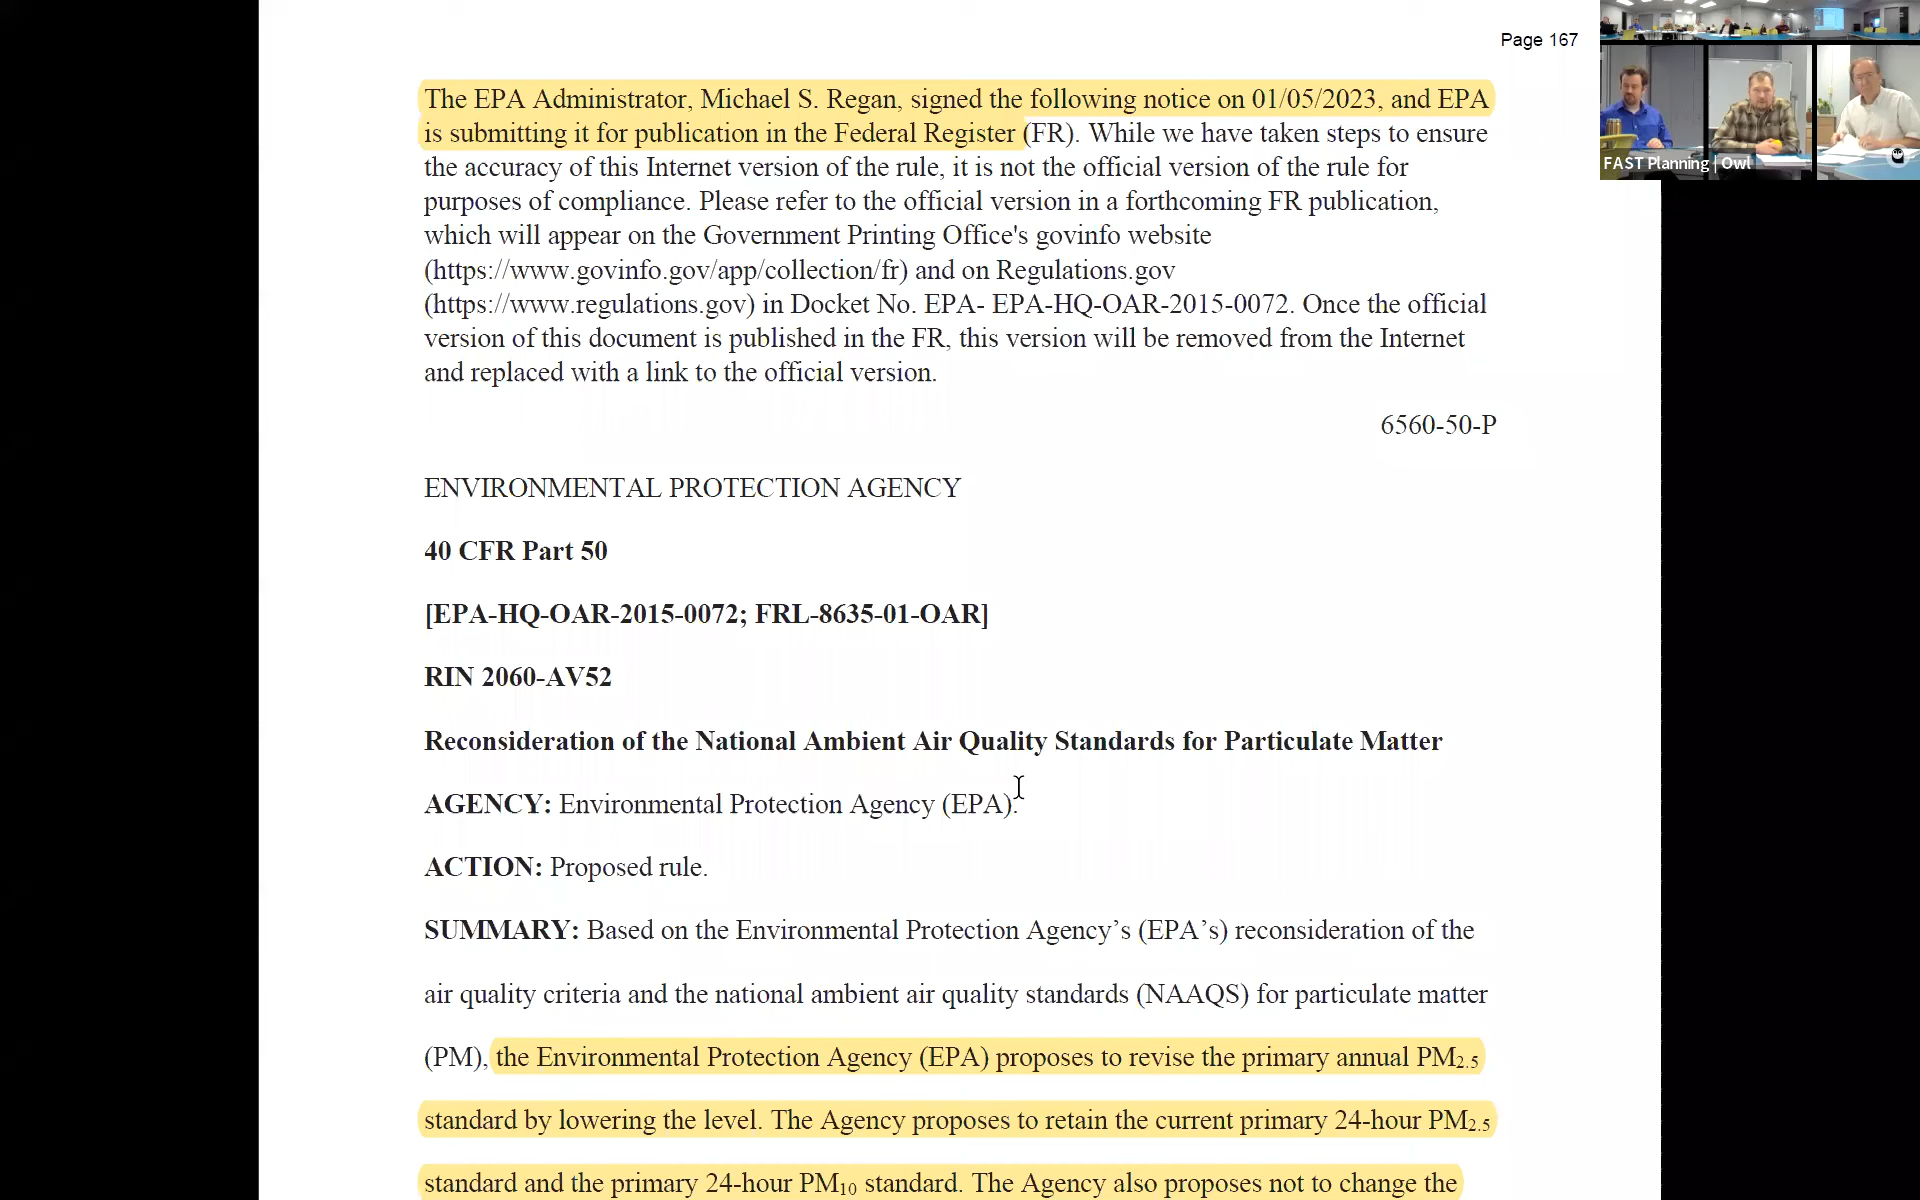 Page 167
The EPA Administrator, Michael S. Regan, signed the following notice on 01/05/2023, and EPA
is submitting it for publication in the Federal Register (FR). While we have taken steps to ensure
the accuracy of this Internet version of the rule, it is not the official version of the rule for
purposes of compliance. Please refer to the official version in a forthcoming FR publication,
which will appear on the Government Printing Office's govinfo website
(https://www.govinfo.gov/app/collection/fr) and on Regulations.gov
(https://www.regulations.gov) in Docket No. EPA- EPA-HQ-OAR-2015-0072. Once the official
version of this document is published in the FR, this version will be removed from the Internet
and replaced with a link to the official version.
6560-50-P
ENVIRONMENTAL PROTECTION AGENCY
40 CFR Part 50
[EPA-HQ-OAR-2015-0072; FRL-8635-01-OAR]
RIN 2060-AV52
Reconsideration of the National Ambient Air Quality Standards for Particulate Matter
AGENCY: Environmental Protection Agency (EPA).
ACTION: Proposed rule.
SUMMARY: Based on the Environmental Protection Agency’s (EPA’s) reconsideration of the
air quality criteria and the national ambient air quality standards (NAAQS) for particulate matter
(PM), the Environmental Protection Agency (EPA) proposes to revise the primary annual PM2.5
standard by lowering the level. The Agency proposes to retain the current primary 24-hour PM2.5
standard and the primary 24-hour PM10 standard. The Agency also proposes not to change the
FAST Planning | Owl